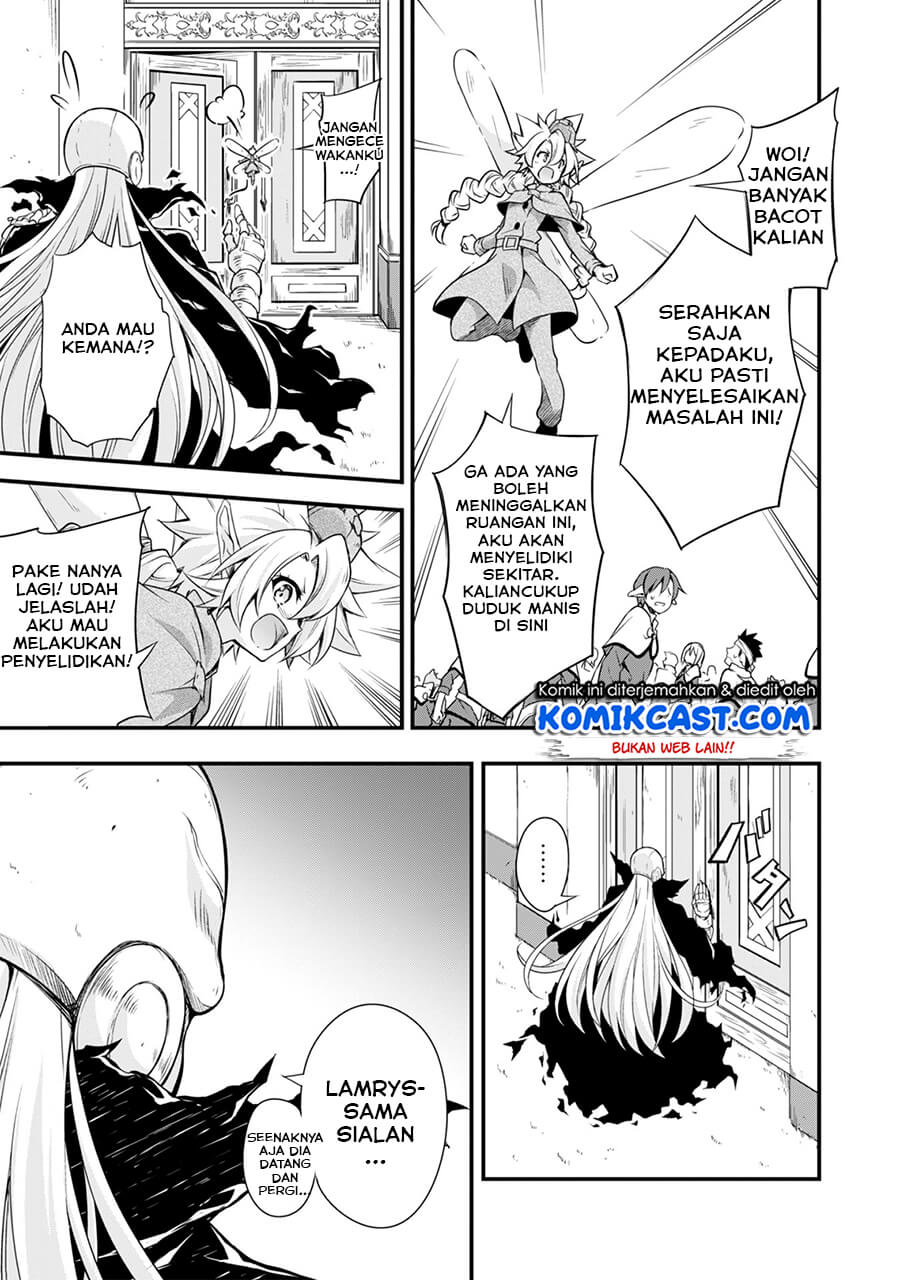 WOI!
JANGAN
BANYAK
BACOT
KALIAN
SERAHKAN
SAJA
KEPADAKU,
AKU PASTI
MENYELESAIKAN
MASALAH INI!
GA ADA YANG
BOLEH
MENINGGALKAN
RUANGAN INI,
AKU AKAN
MENYELIDIKI
SEKITAR.
KALIANCUKUP
DUDUK MANIS
DI SINI
JANGAN
MENGECE
WAKANKU
...!
ANDA MAU
KEMANA!?
PAKE NANYA
LAGI! UDAH
JELASLAH!
AKU MAU
MELAKUKAN
PENYELIDIKAN!
Komik ini diterjemahkan & diedit oleh
KOMIKCAST.COM
BUKAN WEB LAIN!!
......
バタン
LAMRYS-
SAMA
SIALAN
...
SEENAKNYA
AJA DIA
DATANG
DAN
PERGI...